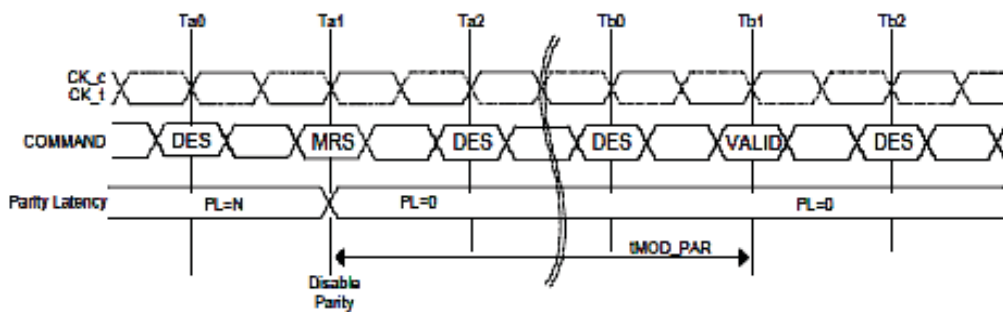 Ta0 Ta1 Ta2 Tb0 Tb1 Tb2
CK_c
CK_t
COMMAND DES MRS DES DES VALID DES
Parity Latency PL=N PL=0 PL=0
tMOD_PAR
Disable
Parity